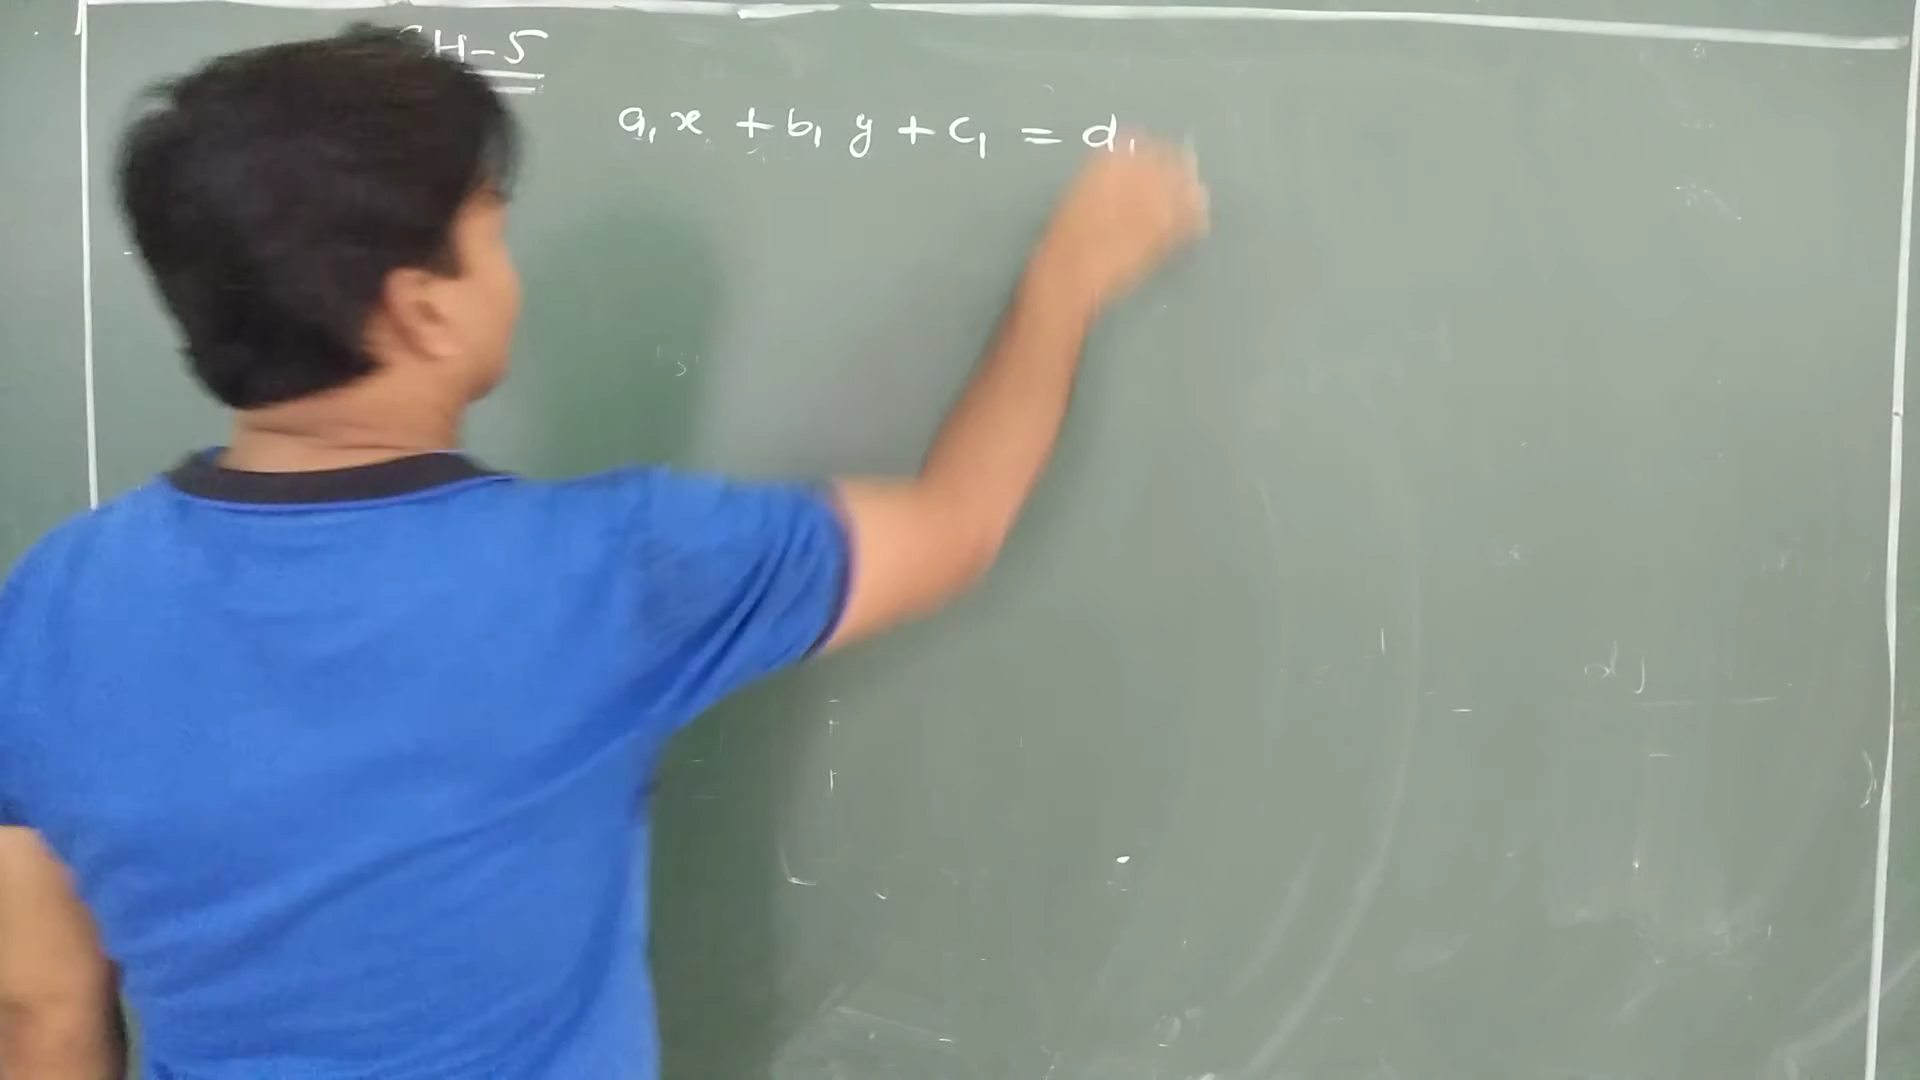 CH-5
a₁x + b₁y + c₁ = d₁